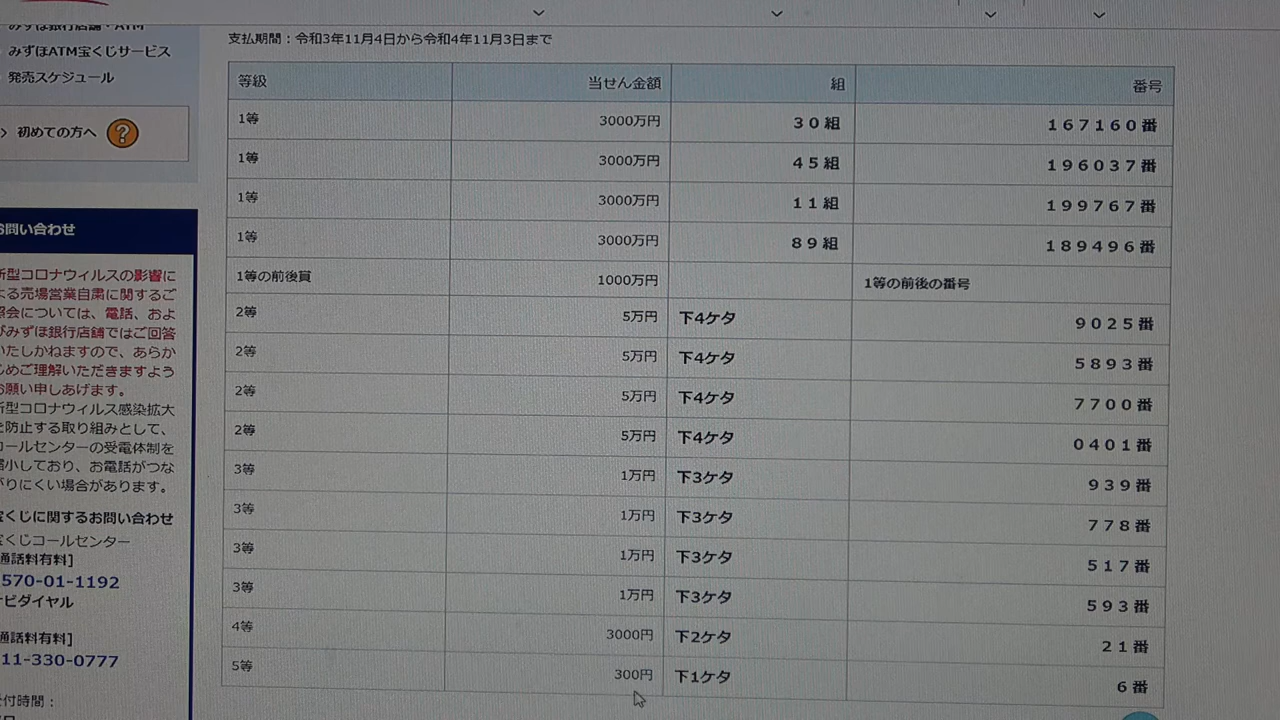 みずほATM宝くじサービス
発売スケジュール
初めての方へ ?
お問い合わせ
新型コロナウィルスの影響に
よる売場営業自粛に関するご
照会については、電話、およ
びみずほ銀行店舗ではご回答
いたしかねますので、あらか
じめご理解いただきますよう
お願い申しあげます。
新型コロナウィルス感染拡大
を防止する取り組みとして、
コールセンターの受電体制を
縮小しており、お電話がつな
がりにくい場合があります。
宝くじに関するお問い合わせ
宝くじコールセンター
通話料有料]
570-01-1192
ナビダイヤル
通話料有料]
11-330-0777
受付時間：
支払期間：令和3年11月4日から令和4年11月3日まで
等級 当せん金額 組 番号
1等 3000万円 30組 167160番
1等 3000万円 45組 196037番
1等 3000万円 11組 199767番
1等 3000万円 89組 189496番
1等の前後賞 1000万円 1等の前後の番号
2等 5万円 下4ケタ 9025番
2等 5万円 下4ケタ 5893番
2等 5万円 下4ケタ 7700番
2等 5万円 下4ケタ 0401番
3等 1万円 下3ケタ 939番
3等 1万円 下3ケタ 778番
3等 1万円 下3ケタ 517番
3等 1万円 下3ケタ 593番
4等 3000円 下2ケタ 21番
5等 300円 下1ケタ 6番